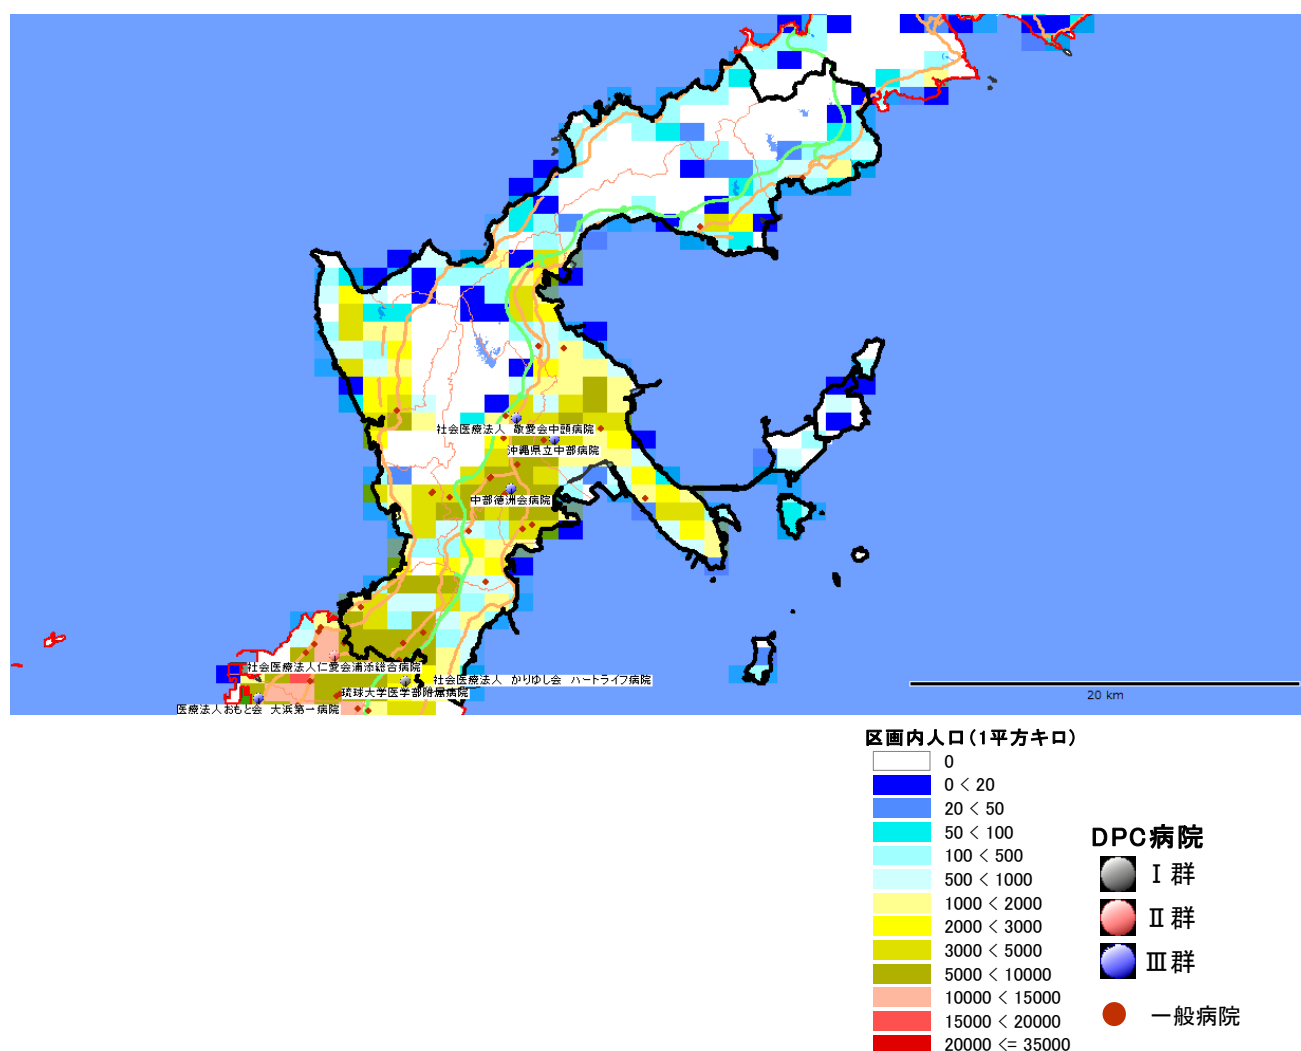 社会医療法人 敬愛会中頭病院
沖縄県立中部病院
中部徳洲会病院
社会医療法人仁愛会浦添総合病院
社会医療法人 かりゆし会 ハートライフ病院
琉球大学医学部附属病院
医療法人おもと会 大浜第一病院
20 km
区画内人口(1平方キロ)
0
0 < 20
20 < 50
50 < 100
100 < 500
500 < 1000
1000 < 2000
2000 < 3000
3000 < 5000
5000 < 10000
10000 < 15000
15000 < 20000
20000 <= 35000
DPC病院
Ⅰ群
Ⅱ群
Ⅲ群
一般病院